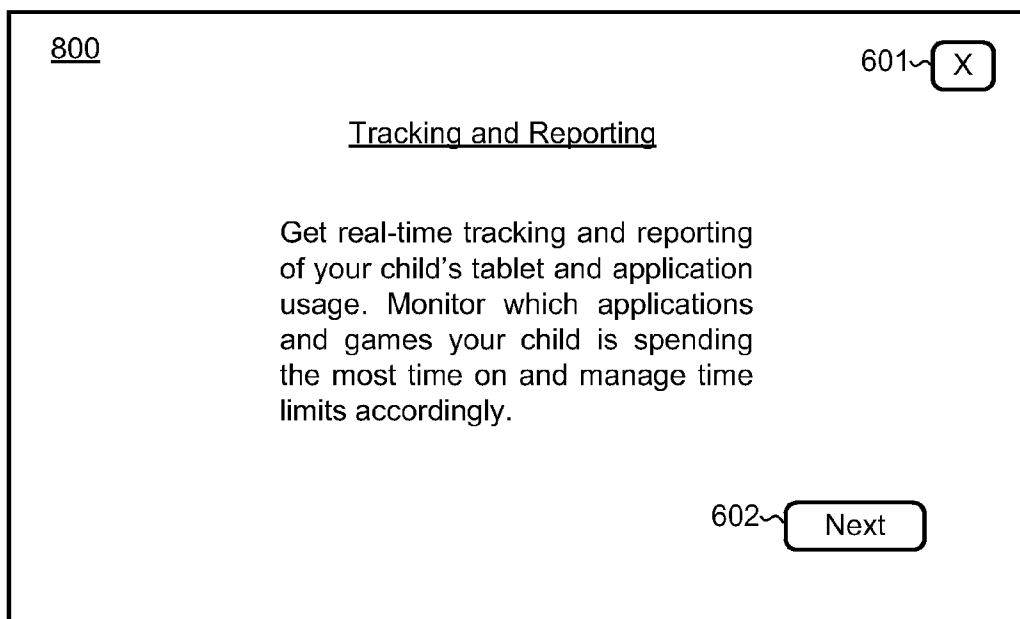 800
601 X
Tracking and Reporting
Get real-time tracking and reporting
of your child's tablet and application
usage. Monitor which applications
and games your child is spending
the most time on and manage time
limits accordingly.
602 Next